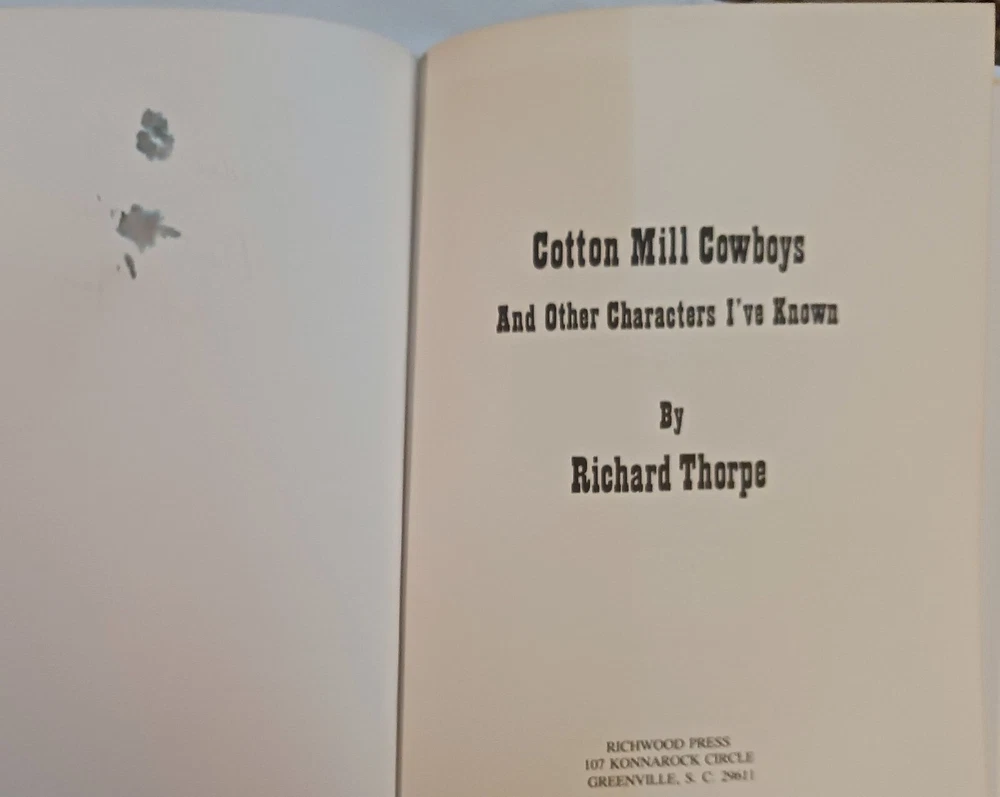 Cotton Mill Cowboys
And Other Characters I've Known
By
Richard Thorpe
RICHWOOD PRESS
107 KONNAROCK CIRCLE
GREENVILLE, S. C. 29611